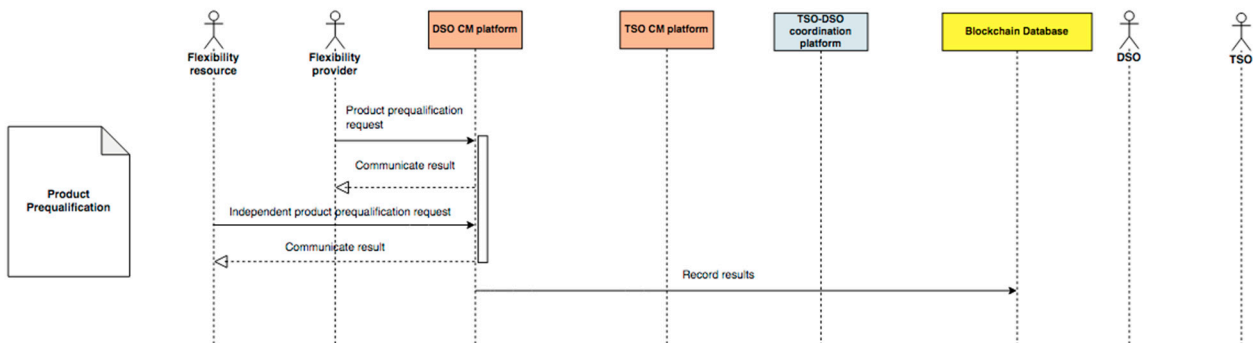 Flexibility
resource
Flexibility
provider
DSO CM platform
TSO CM platform
TSO-DSO
coordination
platform
Blockchain Database
DSO
TSO
Product prequalification
request
Communicate result
Product
Prequalification
Independent product prequalification request
Communicate result
Record results